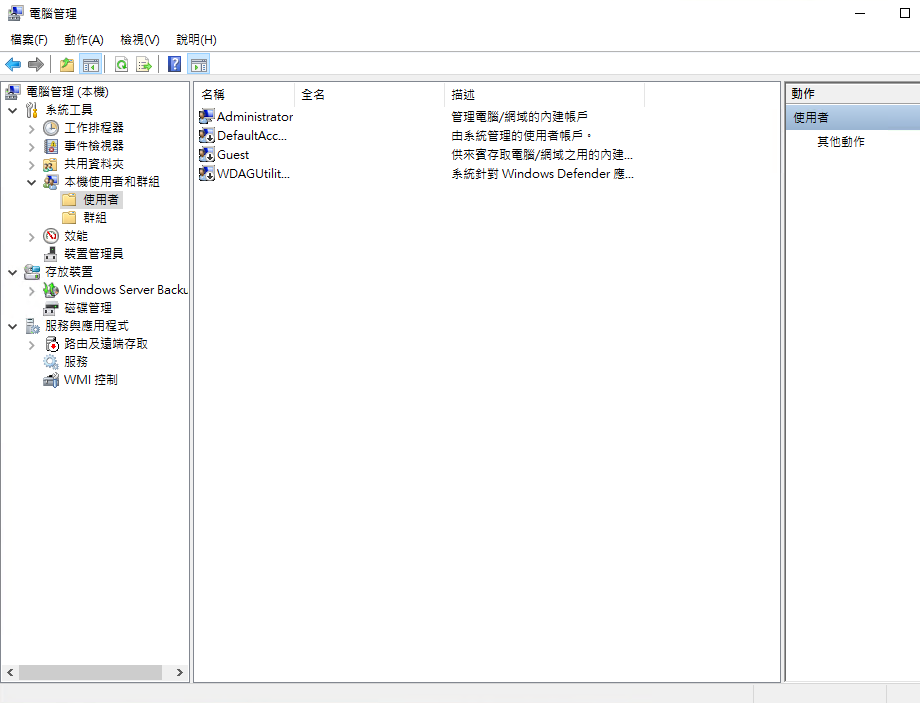 電腦管理
檔案(F) 動作(A) 檢視(V) 說明(H)
電腦管理 (本機)
系統工具
工作排程器
事件檢視器
共用資料夾
本機使用者和群組
使用者
群組
效能
裝置管理員
存放裝置
Windows Server Backu
磁碟管理
服務與應用程式
路由及遠端存取
服務
WMI 控制
名稱 全名 描述
Administrator 管理電腦/網域的內建帳戶
DefaultAcc... 由系統管理的使用者帳戶。
Guest 供來賓存取電腦/網域之用的內建...
WDAGUtilit... 系統針對 Windows Defender 應...
動作
使用者
其他動作